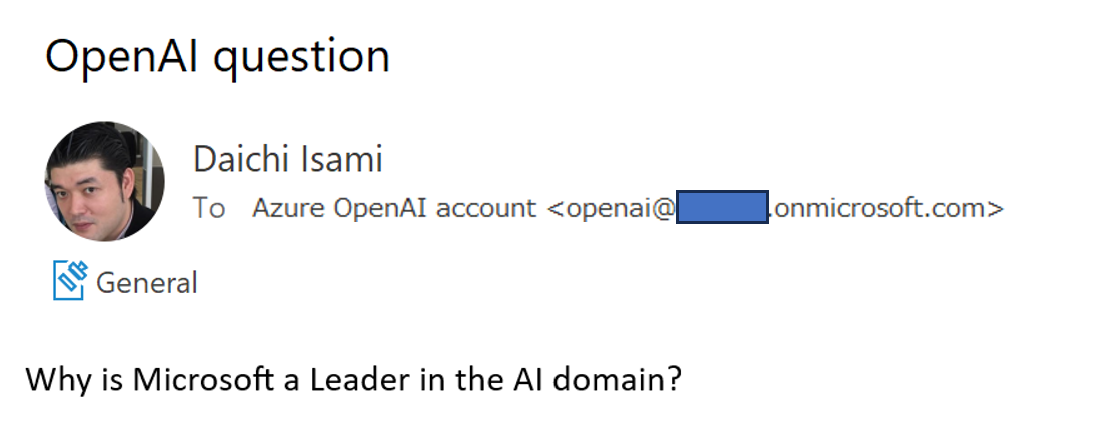 OpenAI question
Daichi Isami
To Azure OpenAI account <openai@ .onmicrosoft.com>
General
Why is Microsoft a Leader in the AI domain?